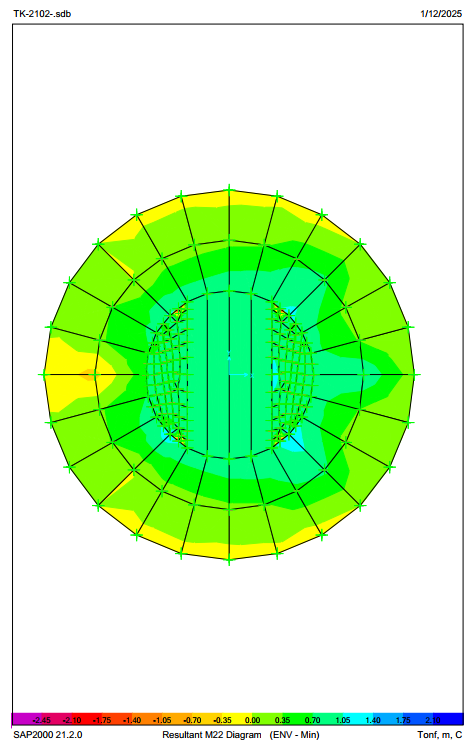 TK-2102-.sdb 1/12/2025
-2.45 -2.10 -1.75 -1.40 -1.05 -0.70 -0.35 0.00 0.35 0.70 1.05 1.40 1.75
SAP2000 21.2.0 Resultant M22 Diagram (ENV - Min) Tonf, m, C